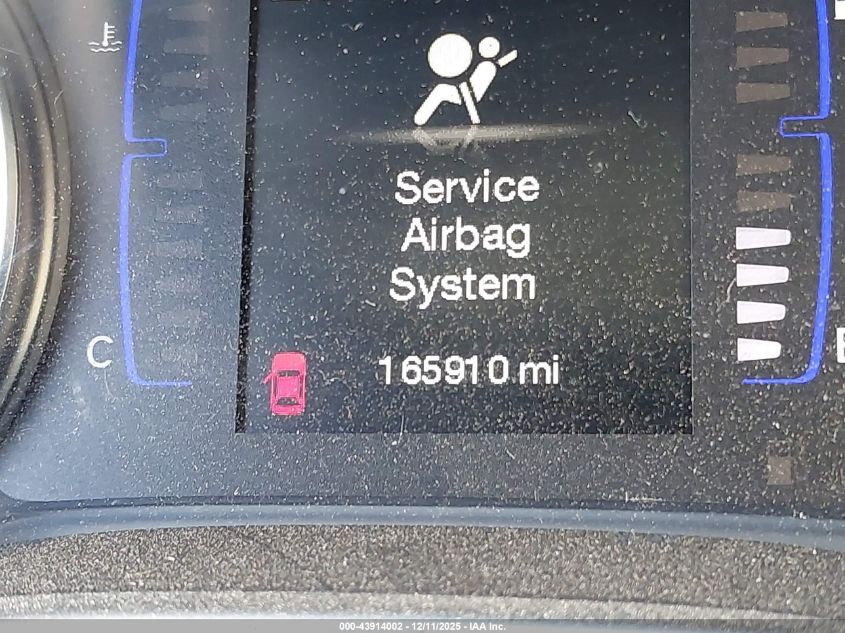 Service
Airbag
System
C
165910 mi
E
000-43914002 - 12/11/2025 - IAA Inc.